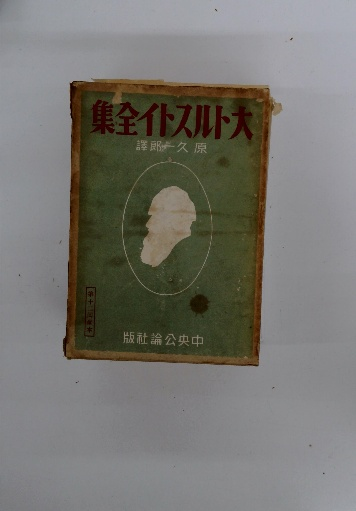 大トルストイ全集
原久一郎譯
中央公論社版